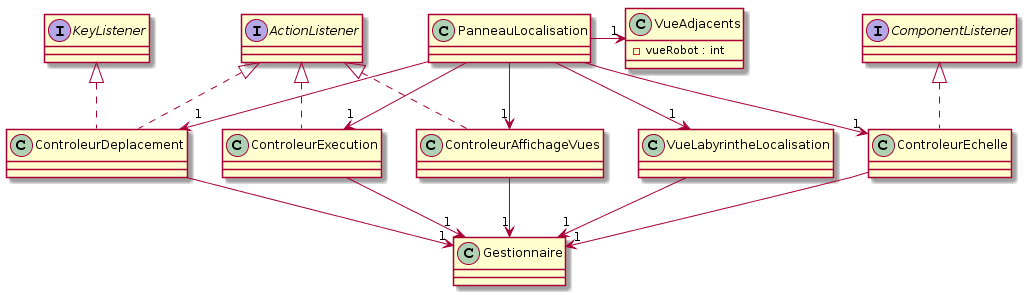 I KeyListener
I ActionListener
C PanneauLocalisation
1
C VueAdjacents
vueRobot : int
I ComponentListener
1
1
1
1
1
C ControleurDeplacement
C ControleurExecution
C ControleurAffichageVues
C VueLabyrintheLocalisation
C ControleurEchelle
1
1
1
1
1
C Gestionnaire